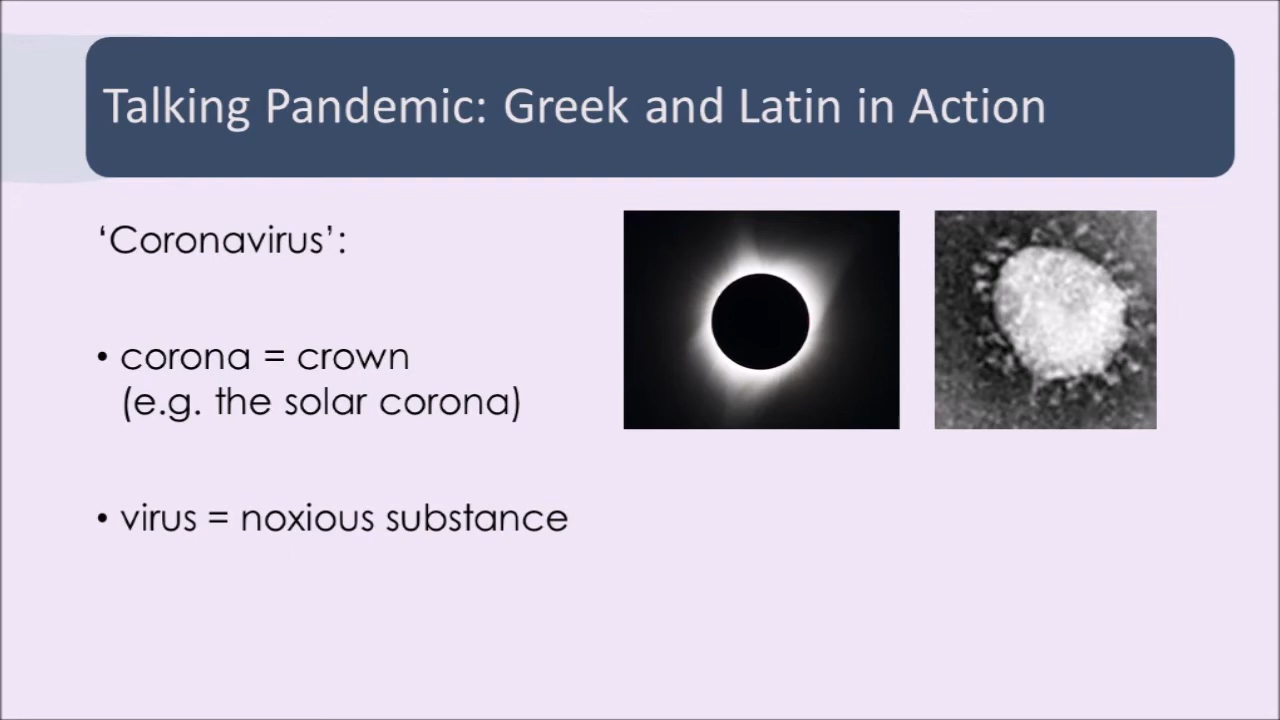 Talking Pandemic: Greek and Latin in Action
‘Coronavirus’:
• corona = crown
(e.g. the solar corona)
• virus = noxious substance